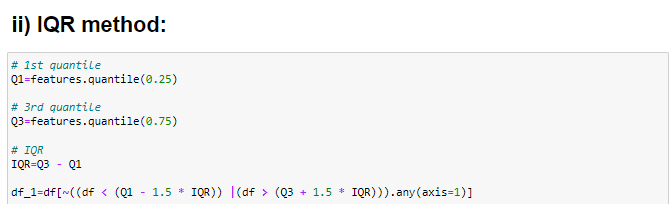 ii) IQR method:
# 1st quantile
Q1=features.quantile(0.25)
# 3rd quantile
Q3=features.quantile(0.75)
# IQR
IQR=Q3 - Q1
df_1=df[~((df < (Q1 - 1.5 * IQR)) |(df > (Q3 + 1.5 * IQR))).any(axis=1)]